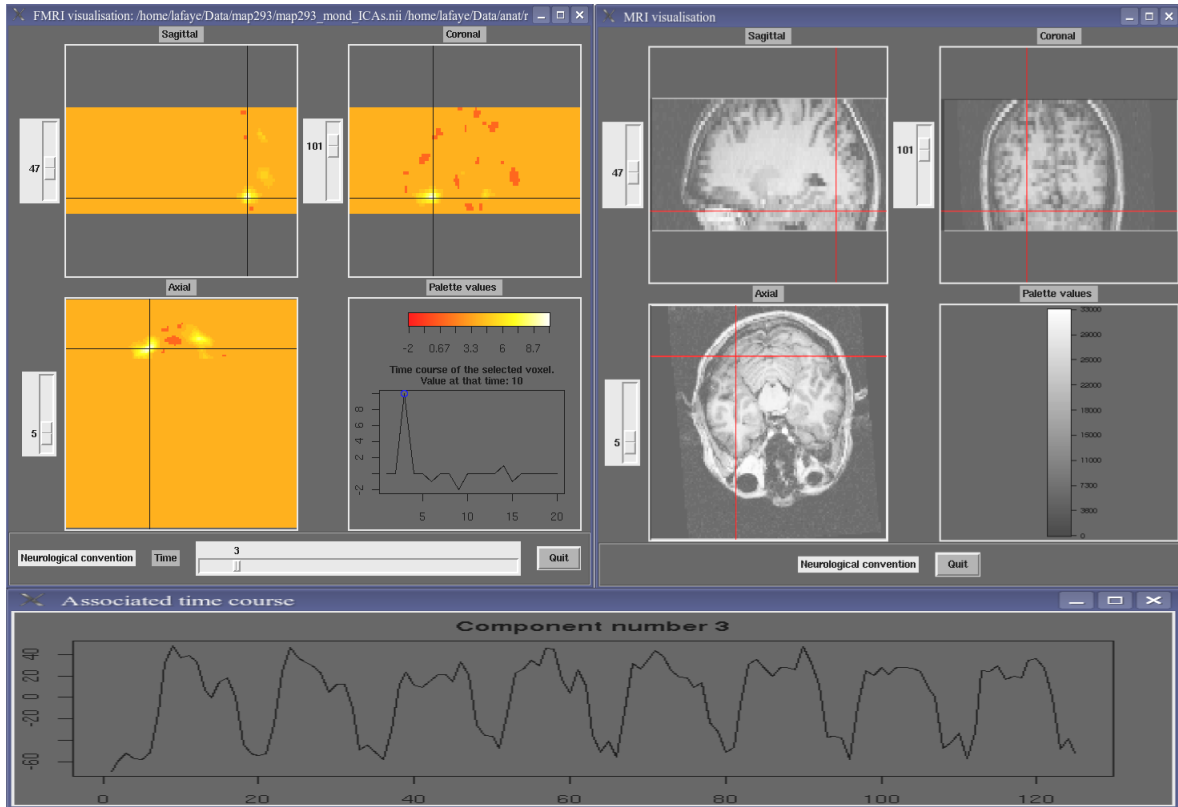 FMRI visualisation: /home/lafaye/Data/map293/map293_mond_ICAs.nii /home/lafaye/Data/anat/r
Sagittal
Coronal
47
101
Axial
Palette values
5
-2 0.67 3.3 6 8.7
Time course of the selected voxel.
Value at that time: 10
8
6
4
2
0
-2
5 10 15 20
Neurological convention
Time
3
Quit
MRI visualisation
Sagittal
Coronal
47
101
Axial
Palette values
5
33000
29000
26000
22000
18000
15000
11000
7300
3600
0
Neurological convention
Quit
Associated time course
Component number 3
40
20
0
-20
-60
0 20 40 60 80 100 120